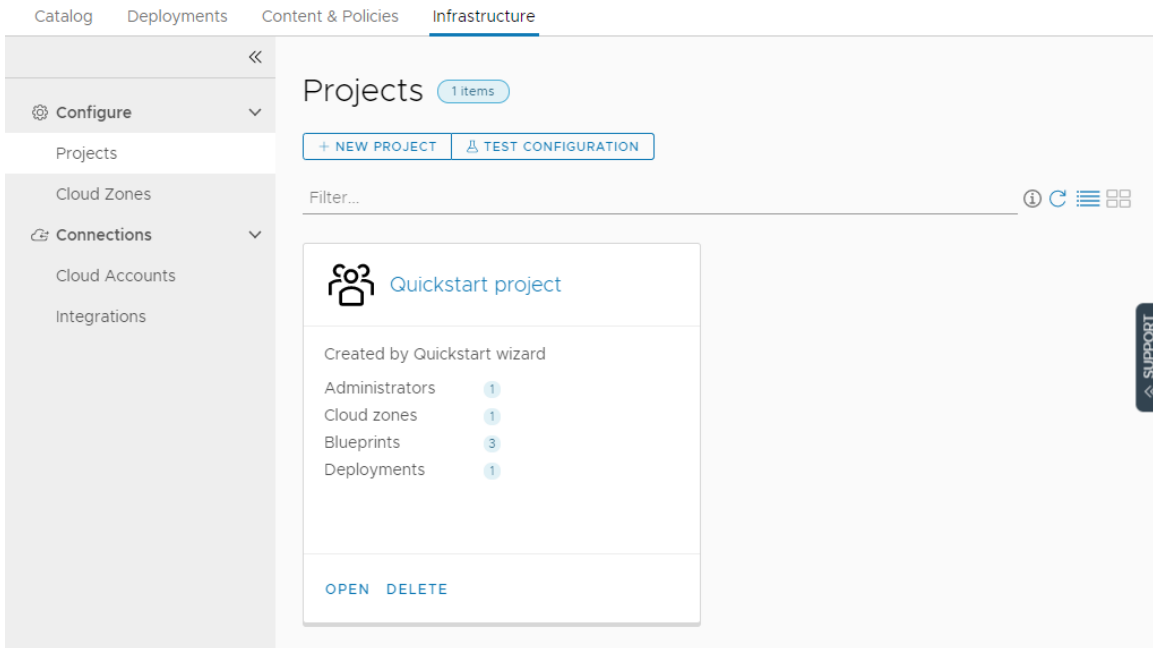 Catalog Deployments Content & Policies Infrastructure
Configure
Projects
Cloud Zones
Connections
Cloud Accounts
Integrations
Projects 1 items
+ NEW PROJECT TEST CONFIGURATION
Filter...
Quickstart project
Created by Quickstart wizard
Administrators 1
Cloud zones 1
Blueprints 3
Deployments 1
OPEN DELETE
SUPPORT